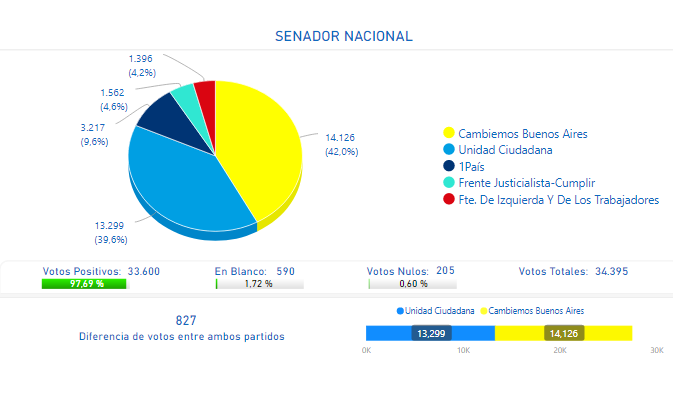 SENADOR NACIONAL
1.396
(4,2%)
1.562
(4,6%)
3.217
(9,6%)
14.126
(42,0%)
13.299
(39,6%)
Cambiemos Buenos Aires
Unidad Ciudadana
1País
Frente Justicialista-Cumplir
Fte. De Izquierda Y De Los Trabajadores
Votos Positivos: 33.600
97,69 %
En Blanco: 590
1,72 %
Votos Nulos: 205
0,60 %
Votos Totales: 34.395
827
Diferencia de votos entre ambos partidos
Unidad Ciudadana Cambiemos Buenos Aires
13,299 14,126
0K 10K 20K 30K